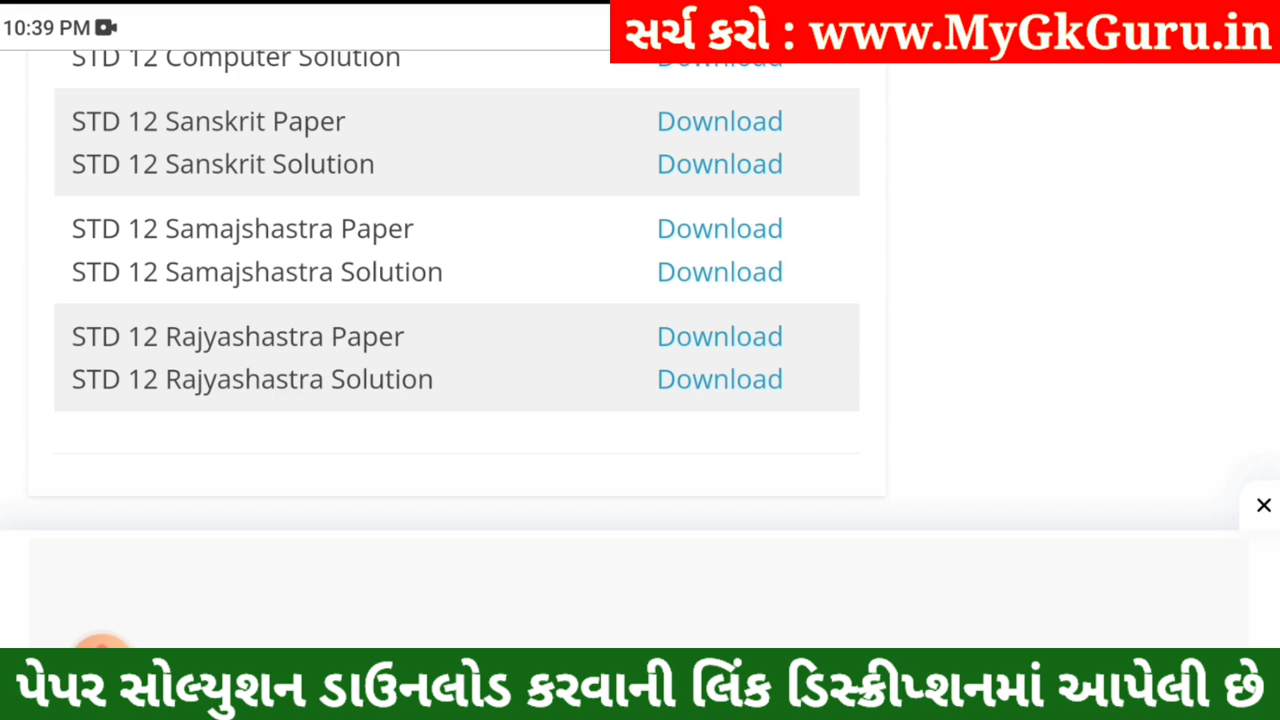 10:39 PM
સર્ચ કરો : www.MyGkGuru.in
STD 12 Computer Solution Download
STD 12 Sanskrit Paper Download
STD 12 Sanskrit Solution Download
STD 12 Samajshastra Paper Download
STD 12 Samajshastra Solution Download
STD 12 Rajyashastra Paper Download
STD 12 Rajyashastra Solution Download
પેપર સોલ્યુશન ડાઉનલોડ કરવાની લિંક ડિસ્ક્રીપ્શનમાં આપેલી છે